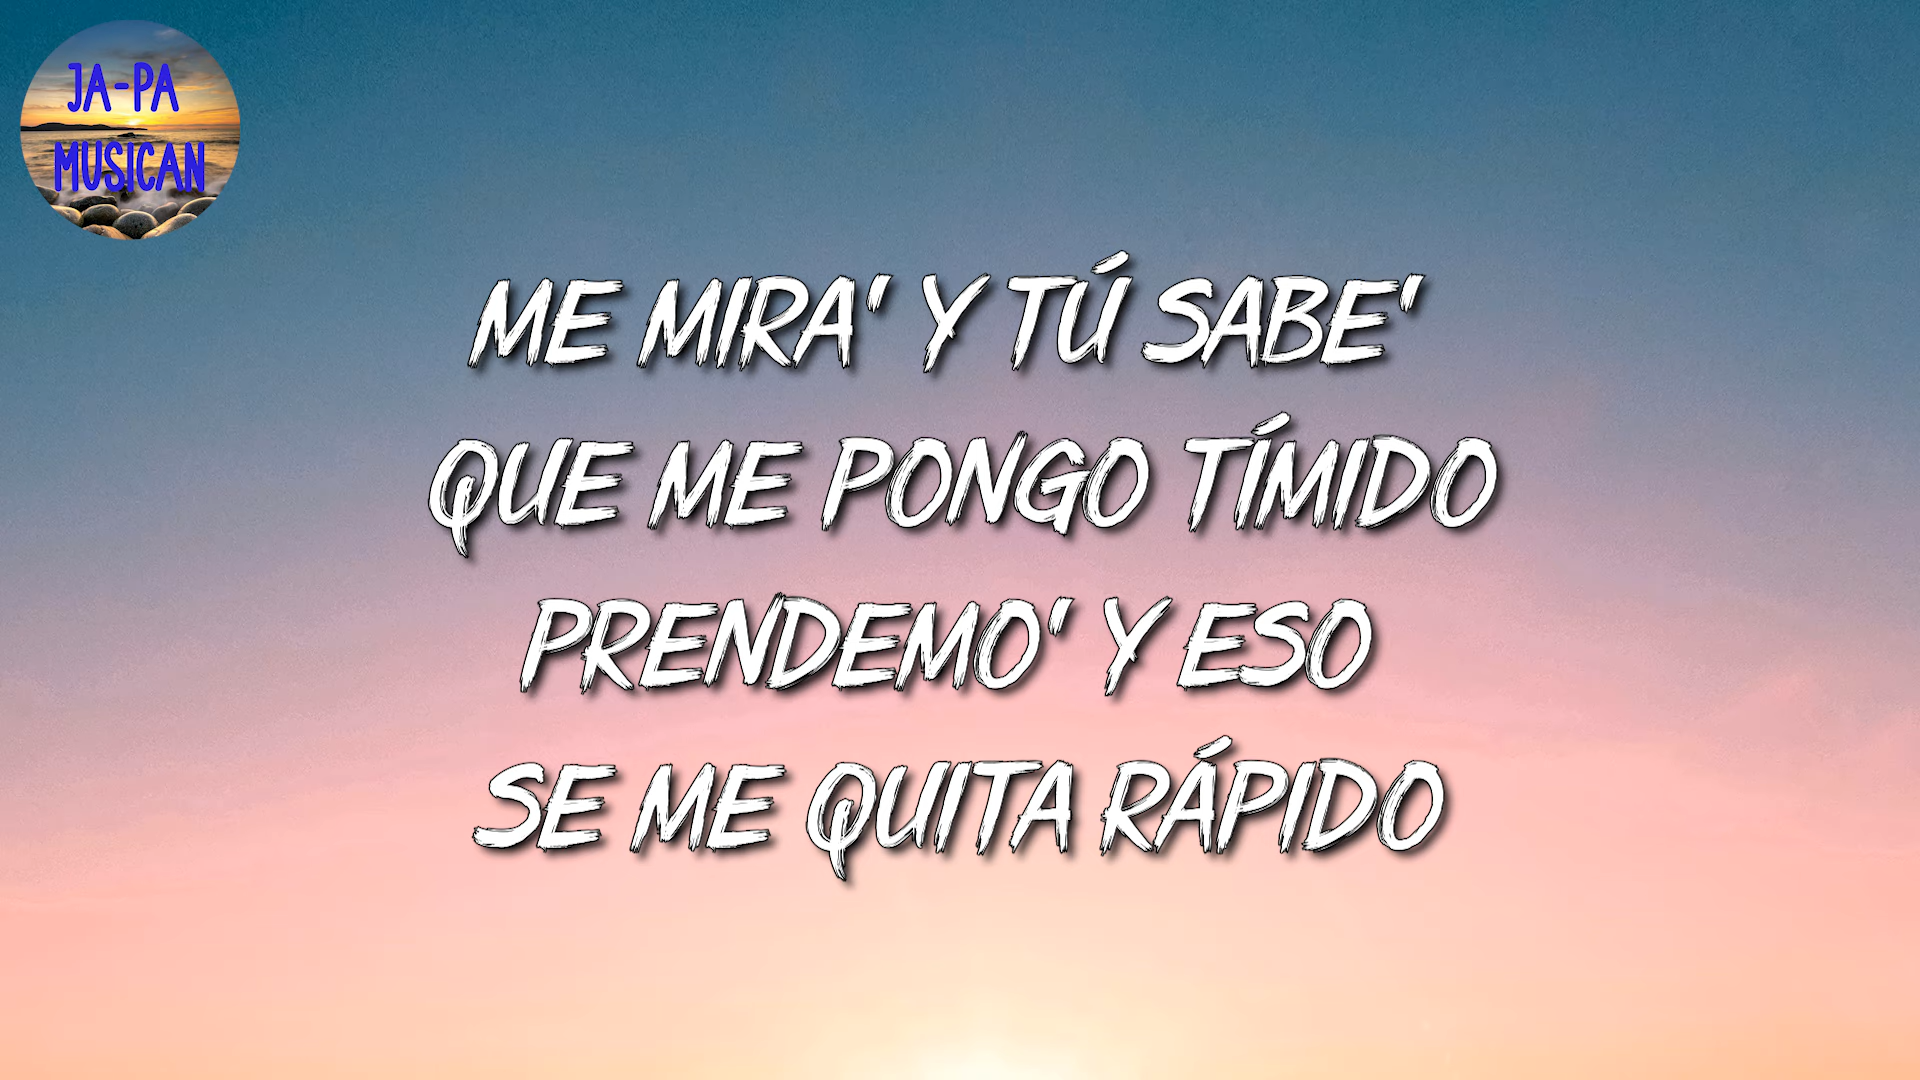 JA-PA
MUSICAN
ME MIRA' Y TÚ SABE'
QUE ME PONGO TÍMIDO
PRENDEMO' Y ESO
SE ME QUITA RÁPIDO